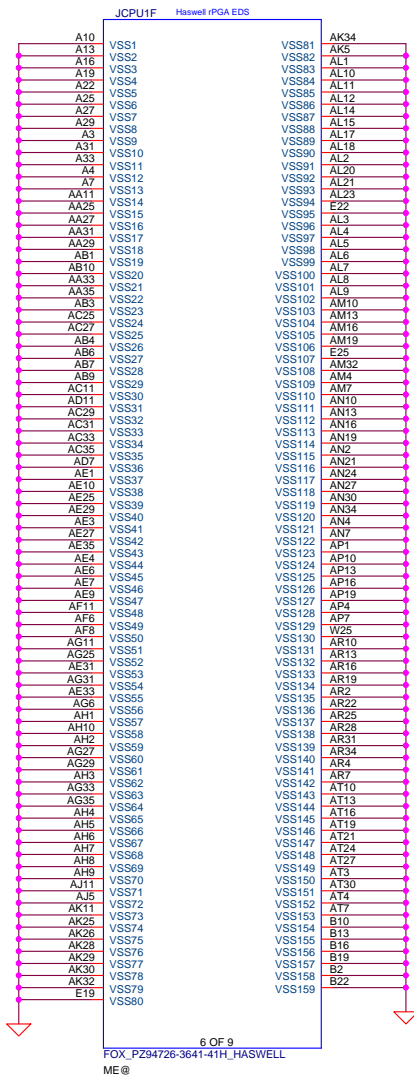 JCPU1F Haswell rPGA EDS
A10 VSS1 VSS81 AK34
A13 VSS2 VSS82 AK5
A16 VSS3 VSS83 AL1
A19 VSS4 VSS84 AL10
A22 VSS5 VSS85 AL11
A25 VSS6 VSS86 AL12
A27 VSS7 VSS87 AL14
A29 VSS8 VSS88 AL15
A3 VSS9 VSS89 AL17
A31 VSS10 VSS90 AL18
A33 VSS11 VSS91 AL2
A4 VSS12 VSS92 AL20
A7 VSS13 VSS93 AL21
AA11 VSS14 VSS94 AL23
AA25 VSS15 VSS95 E22
AA27 VSS16 VSS96 AL3
AA31 VSS17 VSS97 AL4
AA29 VSS18 VSS98 AL5
AB1 VSS19 VSS99 AL6
AB10 VSS20 VSS100 AL7
AA33 VSS21 VSS101 AL8
AA35 VSS22 VSS102 AL9
AB3 VSS23 VSS103 AM10
AC25 VSS24 VSS104 AM13
AC27 VSS25 VSS105 AM16
AB4 VSS26 VSS106 AM19
AB6 VSS27 VSS107 E25
AB7 VSS28 VSS108 AM32
AB9 VSS29 VSS109 AM4
AC11 VSS30 VSS110 AM7
AD11 VSS31 VSS111 AN10
AC29 VSS32 VSS112 AN13
AC31 VSS33 VSS113 AN16
AC33 VSS34 VSS114 AN19
AC35 VSS35 VSS115 AN2
AD7 VSS36 VSS116 AN21
AE1 VSS37 VSS117 AN24
AE10 VSS38 VSS118 AN27
AE25 VSS39 VSS119 AN30
AE29 VSS40 VSS120 AN34
AE3 VSS41 VSS121 AN4
AE27 VSS42 VSS122 AN7
AE35 VSS43 VSS123 AP1
AE4 VSS44 VSS124 AP10
AE6 VSS45 VSS125 AP13
AE7 VSS46 VSS126 AP16
AE9 VSS47 VSS127 AP19
AF11 VSS48 VSS128 AP4
AF6 VSS49 VSS129 AP7
AF8 VSS50 VSS130 W25
AG11 VSS51 VSS131 AR10
AG25 VSS52 VSS132 AR13
AE31 VSS53 VSS133 AR16
AG31 VSS54 VSS134 AR19
AE33 VSS55 VSS135 AR2
AG6 VSS56 VSS136 AR22
AH1 VSS57 VSS137 AR25
AH10 VSS58 VSS138 AR28
AH2 VSS59 VSS139 AR31
AG27 VSS60 VSS140 AR34
AG29 VSS61 VSS141 AR4
AH3 VSS62 VSS142 AR7
AG33 VSS63 VSS143 AT10
AG35 VSS64 VSS144 AT13
AH4 VSS65 VSS145 AT16
AH5 VSS66 VSS146 AT19
AH6 VSS67 VSS147 AT21
AH7 VSS68 VSS148 AT24
AH8 VSS69 VSS149 AT27
AH9 VSS70 VSS150 AT3
AJ11 VSS71 VSS151 AT30
AJ5 VSS72 VSS152 AT4
AK11 VSS73 VSS153 AT7
AK25 VSS74 VSS154 B10
AK26 VSS75 VSS155 B13
AK28 VSS76 VSS156 B16
AK29 VSS77 VSS157 B19
AK30 VSS78 VSS158 B2
AK32 VSS79 VSS159 B22
E19 VSS80
6 OF 9
FOX_PZ94726-3641-41H_HASWELL
ME@